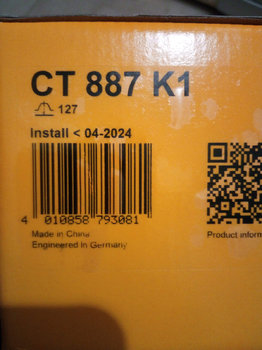 CT 887 K1
127
Install < 04-2024
4 010858 793081
Made in China
Engineered in Germany
Product inform